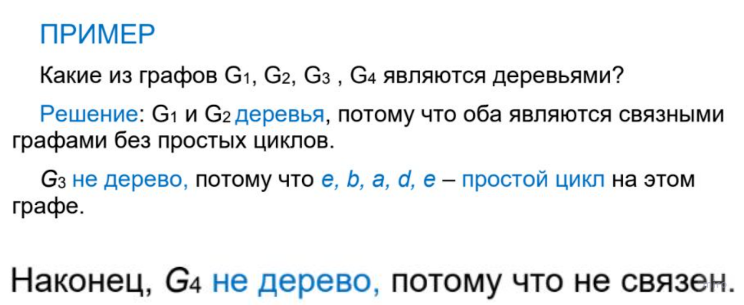 ПРИМЕР
Какие из графов G1, G2, G3 , G4 являются деревьями?
Решение: G1 и G2 деревья, потому что оба являются связными
графами без простых циклов.
G3 не дерево, потому что e, b, a, d, e – простой цикл на этом
графе.
Наконец, G4 не дерево, потому что не связен.